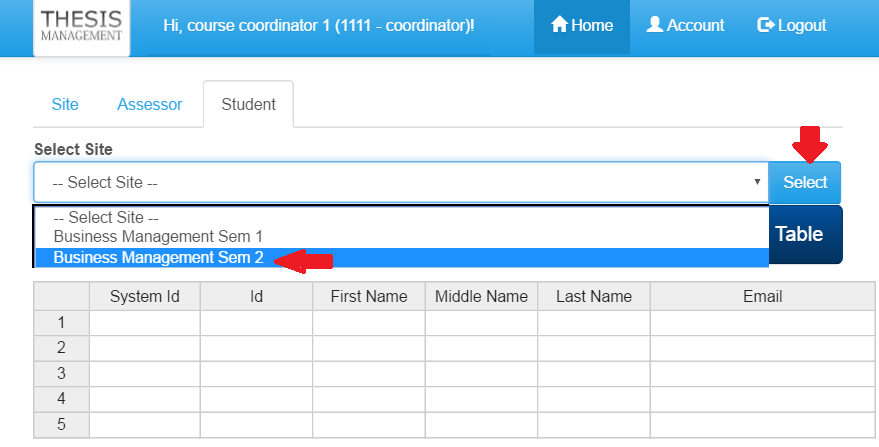 THESIS
MANAGEMENT
Hi, course coordinator 1 (1111 - coordinator)!
Home
Account
Logout
Site
Assessor
Student
Select Site
-- Select Site --
Select
-- Select Site --
Business Management Sem 1
Business Management Sem 2
Table
System Id
Id
First Name
Middle Name
Last Name
Email
1
2
3
4
5